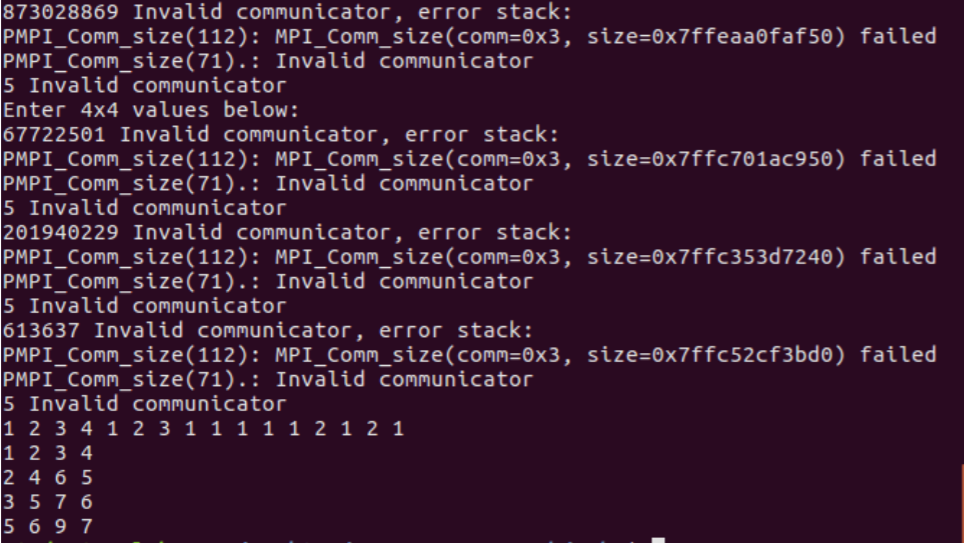 873028869 Invalid communicator, error stack:
PMPI_Comm_size(112): MPI_Comm_size(comm=0x3, size=0x7ffeaa0faf50) failed
PMPI_Comm_size(71).: Invalid communicator
5 Invalid communicator
Enter 4x4 values below:
67722501 Invalid communicator, error stack:
PMPI_Comm_size(112): MPI_Comm_size(comm=0x3, size=0x7ffc701ac950) failed
PMPI_Comm_size(71).: Invalid communicator
5 Invalid communicator
201940229 Invalid communicator, error stack:
PMPI_Comm_size(112): MPI_Comm_size(comm=0x3, size=0x7ffc353d7240) failed
PMPI_Comm_size(71).: Invalid communicator
5 Invalid communicator
613637 Invalid communicator, error stack:
PMPI_Comm_size(112): MPI_Comm_size(comm=0x3, size=0x7ffc52cf3bd0) failed
PMPI_Comm_size(71).: Invalid communicator
5 Invalid communicator
1 2 3 4 1 2 3 1 1 1 1 1 2 1 2 1
1 2 3 4
2 4 6 5
3 5 7 6
5 6 9 7